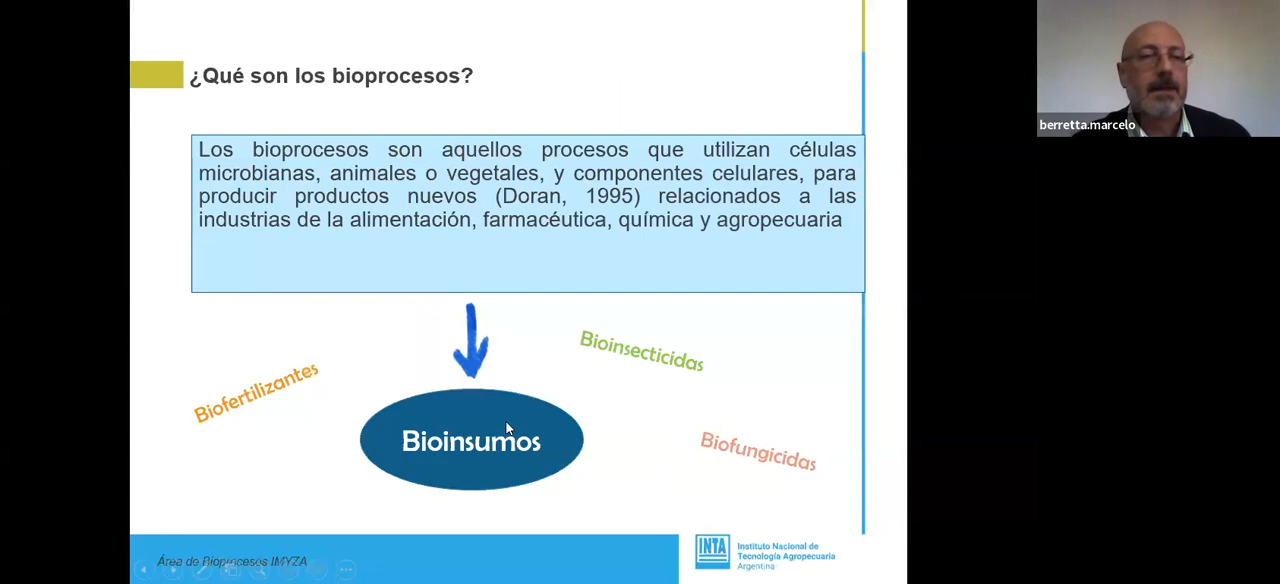 ¿Qué son los bioprocesos?
Los bioprocesos son aquellos procesos que utilizan células
microbianas, animales o vegetales, y componentes celulares, para
producir productos nuevos (Doran, 1995) relacionados a las
industrias de la alimentación, farmacéutica, química y agropecuaria
Bioinsecticidas
Biofertilizantes
Bioinsumos
Biofungicidas
Área de Bioprocesos IMYZA
INTA
Instituto Nacional de
Tecnología Agropecuaria
Argentina
berretta.marcelo